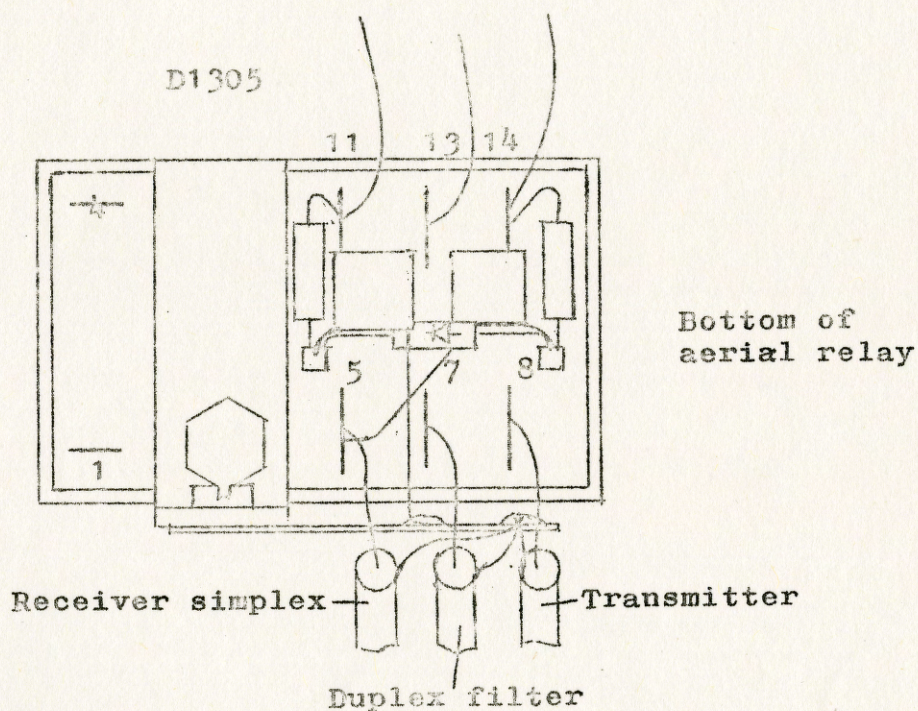 D1305
11 13 14
Bottom of
aerial relay
5 7 8
1
Receiver simplex
Transmitter
Duplex filter